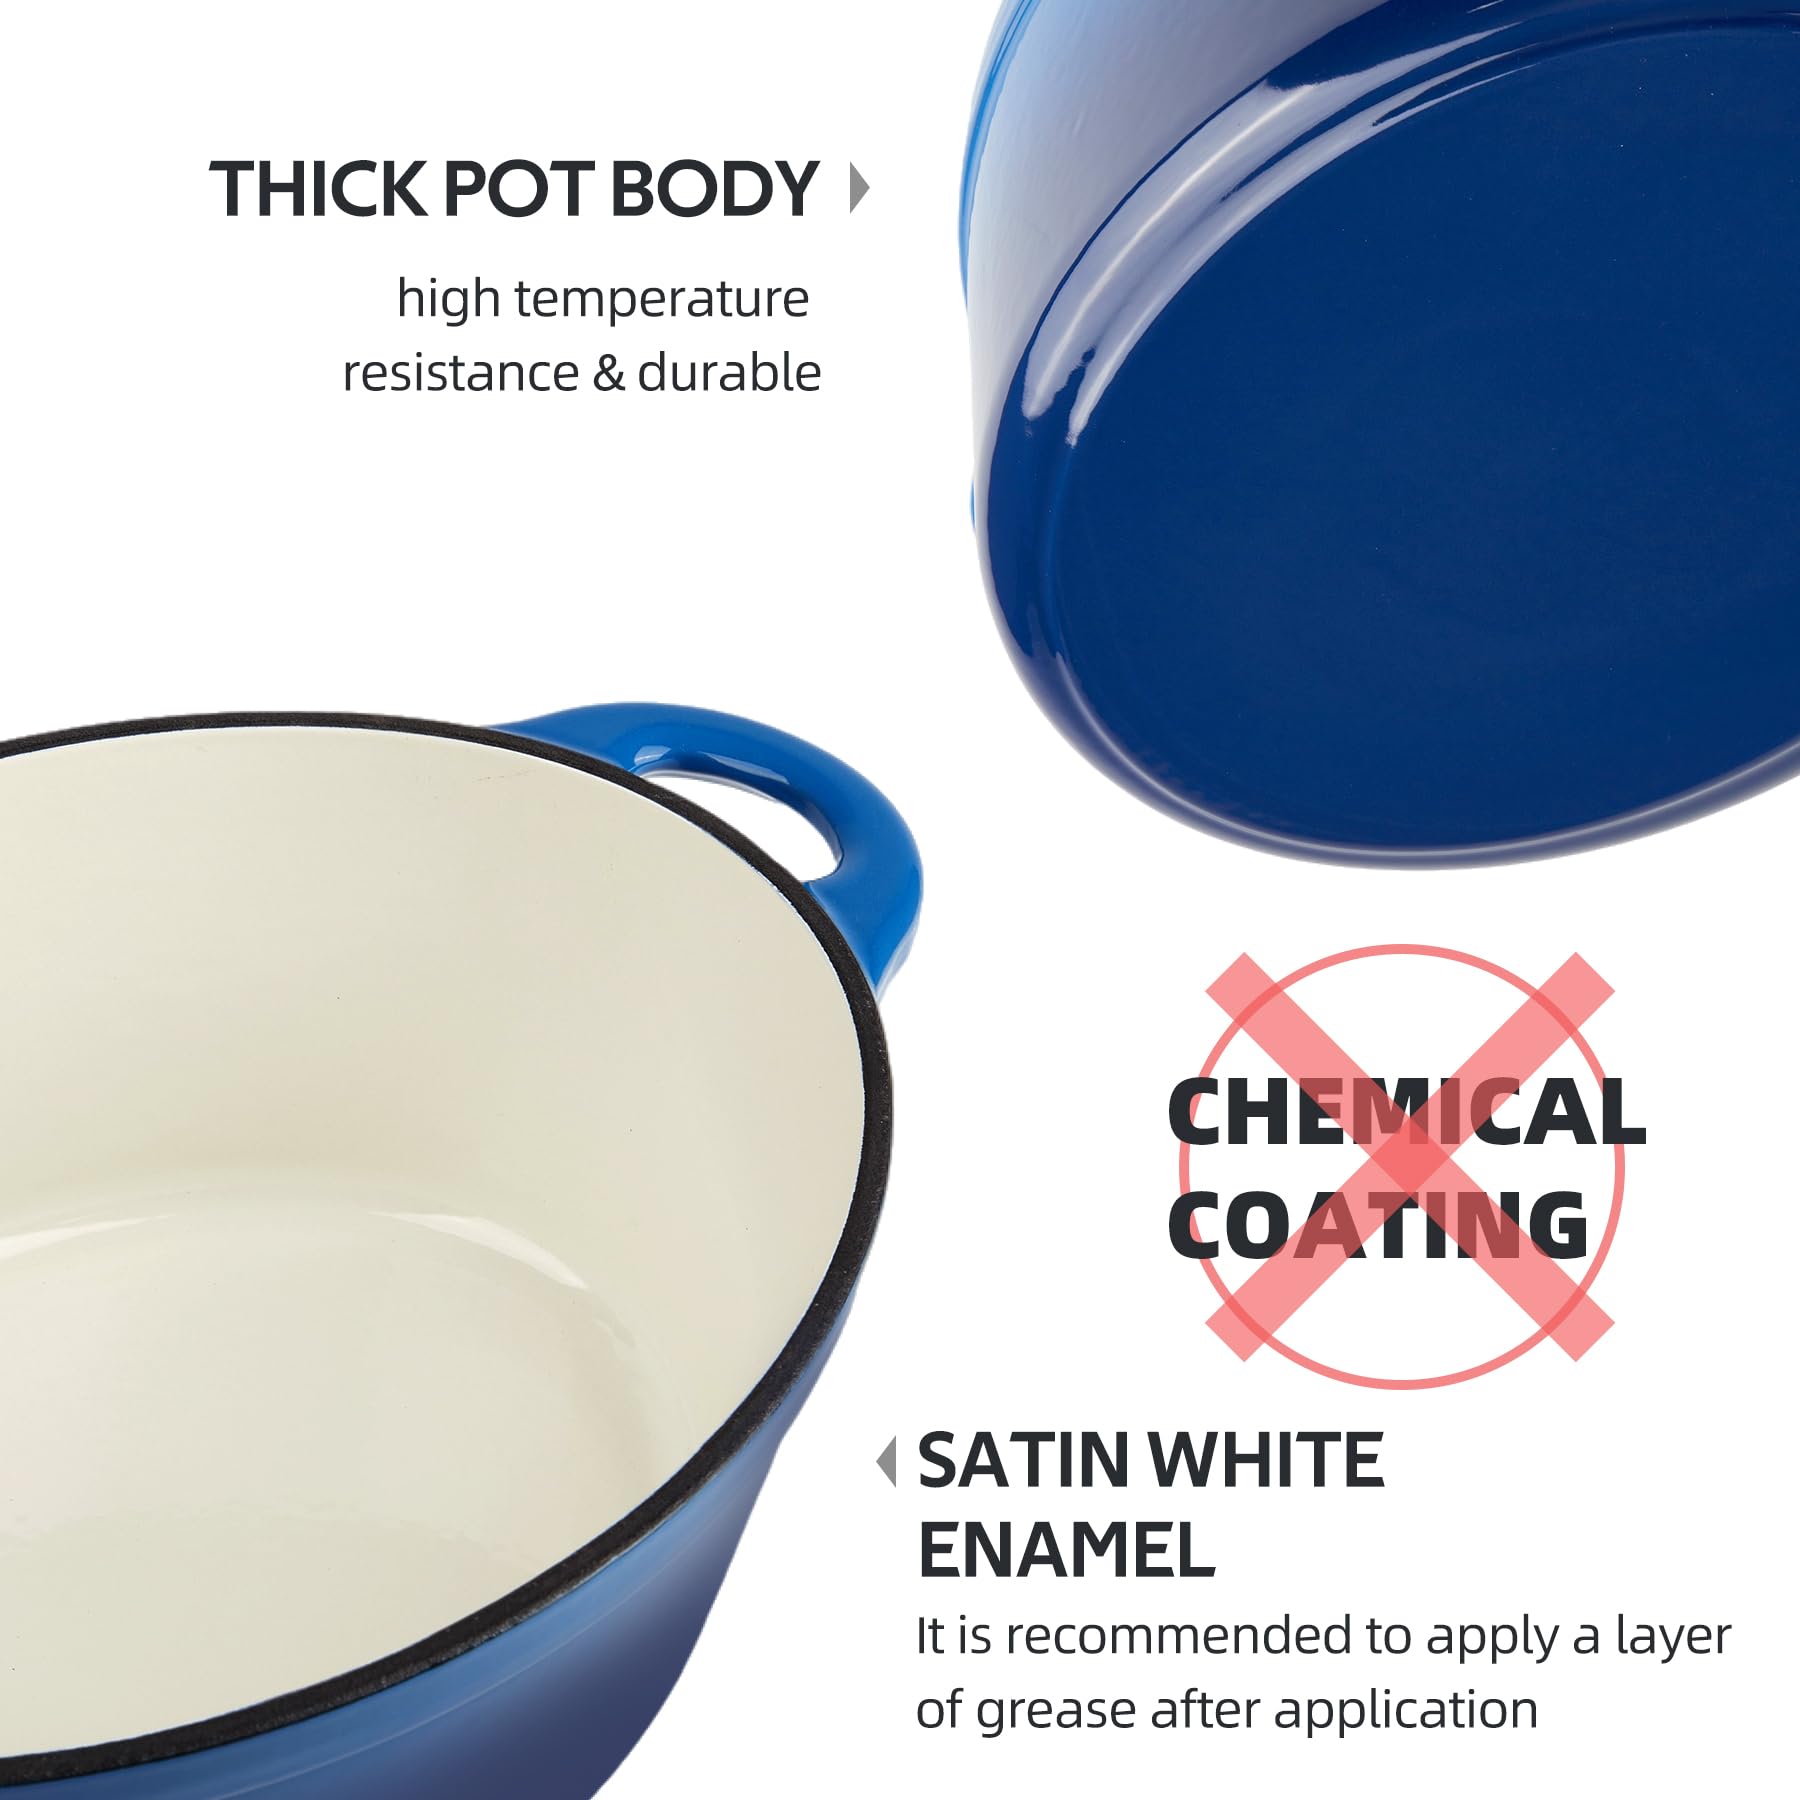 THICK POT BODY
high temperature
resistance & durable
CHEMICAL
COATING
SATIN WHITE
ENAMEL
It is recommended to apply a layer
of grease after application